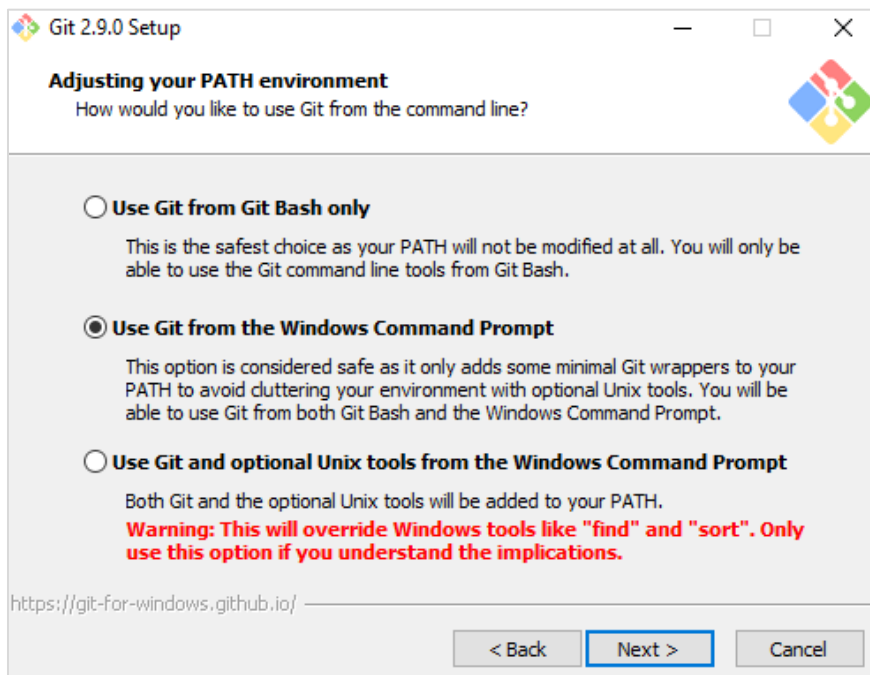 Git 2.9.0 Setup
Adjusting your PATH environment
How would you like to use Git from the command line?
Use Git from Git Bash only
This is the safest choice as your PATH will not be modified at all. You will only be
able to use the Git command line tools from Git Bash.
Use Git from the Windows Command Prompt
This option is considered safe as it only adds some minimal Git wrappers to your
PATH to avoid cluttering your environment with optional Unix tools. You will be
able to use Git from both Git Bash and the Windows Command Prompt.
Use Git and optional Unix tools from the Windows Command Prompt
Both Git and the optional Unix tools will be added to your PATH.
Warning: This will override Windows tools like "find" and "sort". Only
use this option if you understand the implications.
https://git-for-windows.github.io/
< Back Next > Cancel